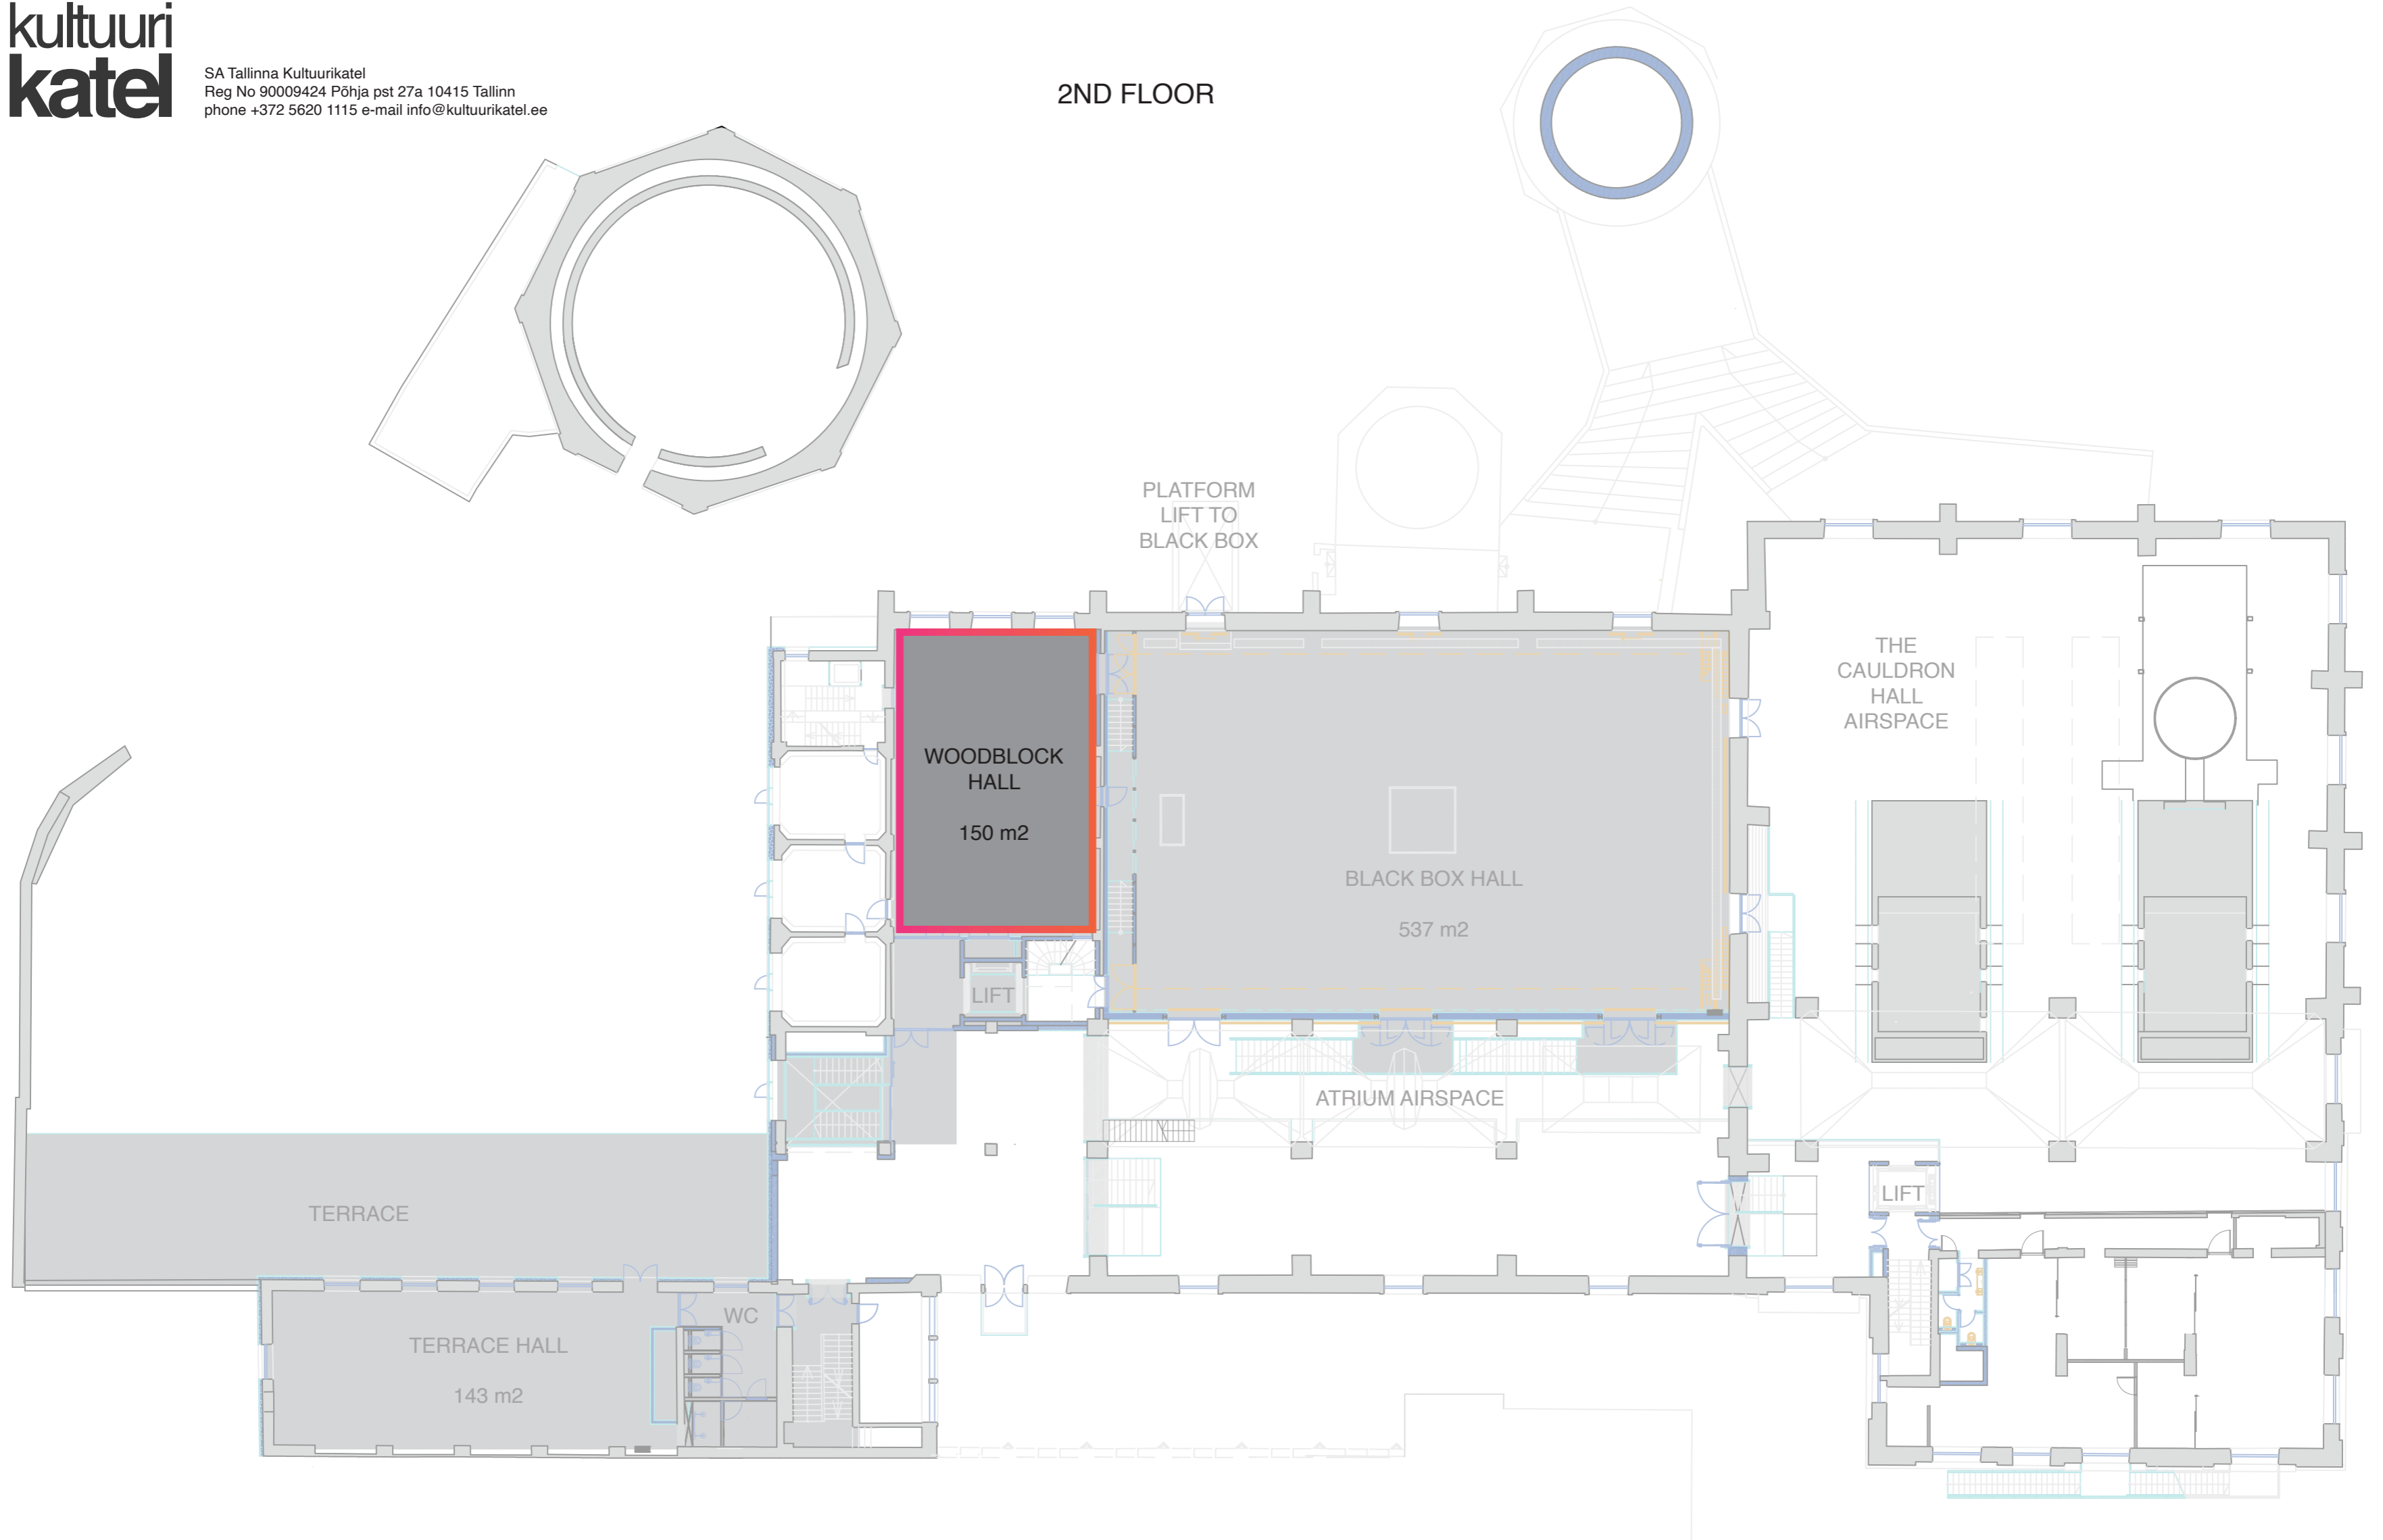 kultuuri
katel
SA Tallinna Kultuurikatel
Reg No 90009424 Põhja pst 27a 10415 Tallinn
phone +372 5620 1115 e-mail info@kultuurikatel.ee
2ND FLOOR
PLATFORM
LIFT TO
BLACK BOX
THE
CAULDRON
HALL
AIRSPACE
WOODBLOCK
HALL
150 m2
BLACK BOX HALL
537 m2
LIFT
ATRIUM AIRSPACE
LIFT
TERRACE
WC
TERRACE HALL
143 m2